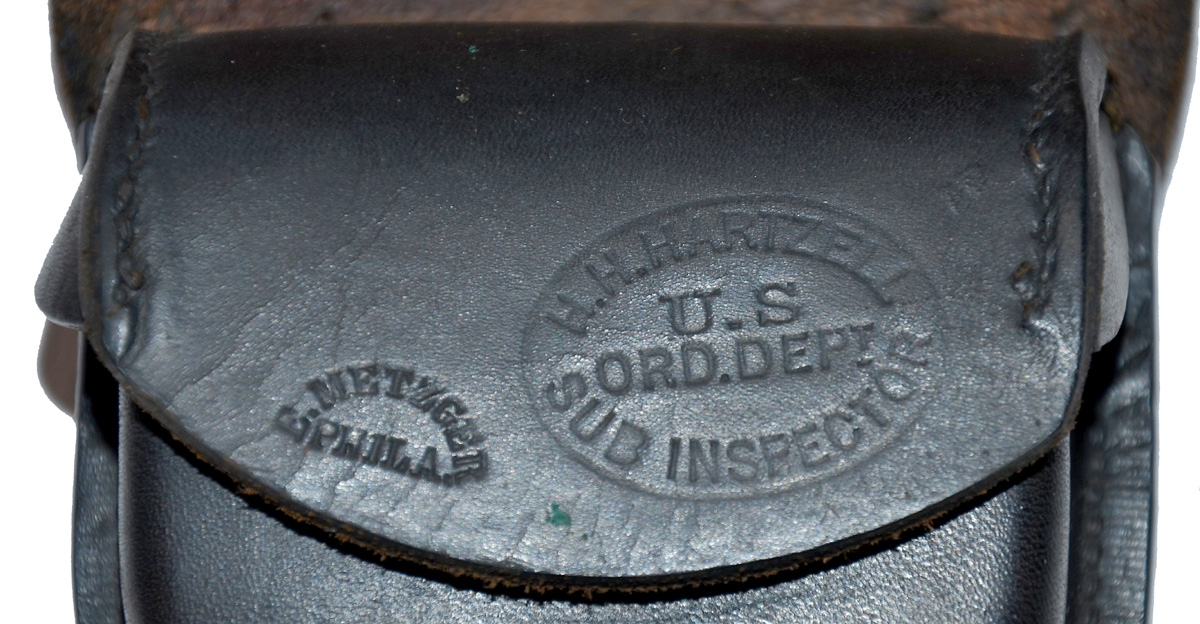 C. METZGER
PHILA.
H.H. HARTZELL
U.S
ORD. DEPT.
SUB INSPECTOR